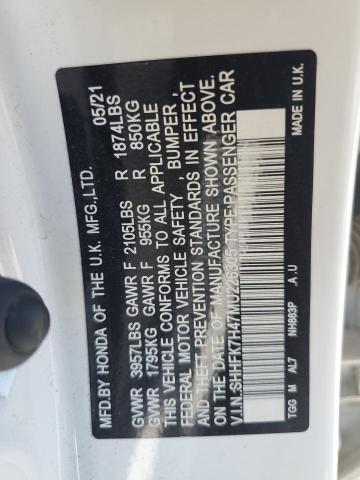 MFD.BY HONDA OF THE U.K. MFG.,LTD. 05/21
GVWR 3957LBS GAWR F 2105LBS R 1874LBS
GVWR 1795KG GAWR F 955KG R 850KG
THIS VEHICLE CONFORMS TO ALL APPLICABLE
FEDERAL MOTOR VEHICLE SAFETY , BUMPER ,
& THEFT PREVENTION STANDARDS IN EFFECT
ON THE DATE OF MANUFACTURE SHOWN ABOVE.
V.I.N.:SHHFK7H47MU226305 TYPE:PASSENGER CAR
TGG M AL7 NH883P .A.U MADE IN U.K.